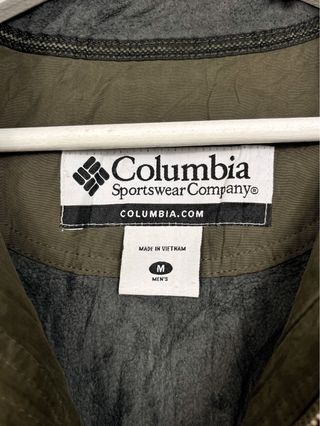 Columbia
Sportswear Company®
COLUMBIA.COM
MADE IN VIETNAM
M
MEN'S